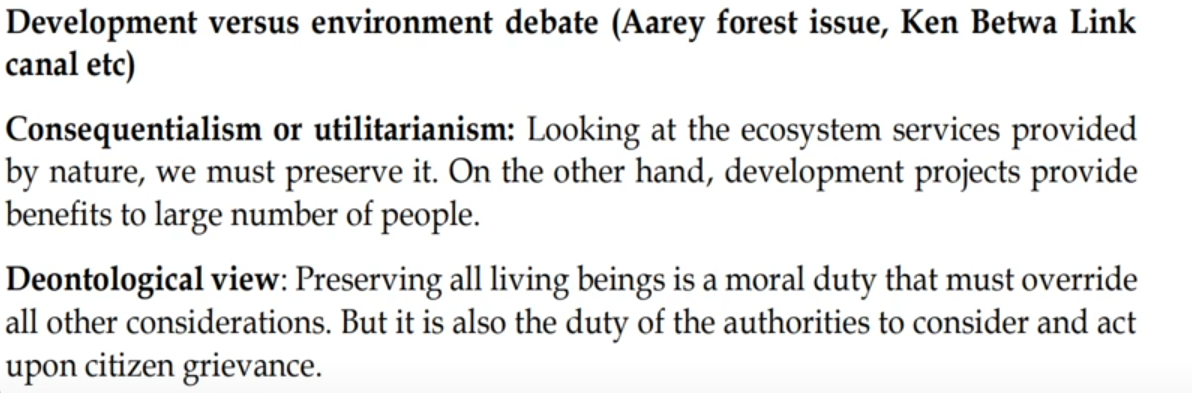 Development versus environment debate (Aarey forest issue, Ken Betwa Link
canal etc)
Consequentialism or utilitarianism: Looking at the ecosystem services provided
by nature, we must preserve it. On the other hand, development projects provide
benefits to large number of people.
Deontological view: Preserving all living beings is a moral duty that must override
all other considerations. But it is also the duty of the authorities to consider and act
upon citizen grievance.